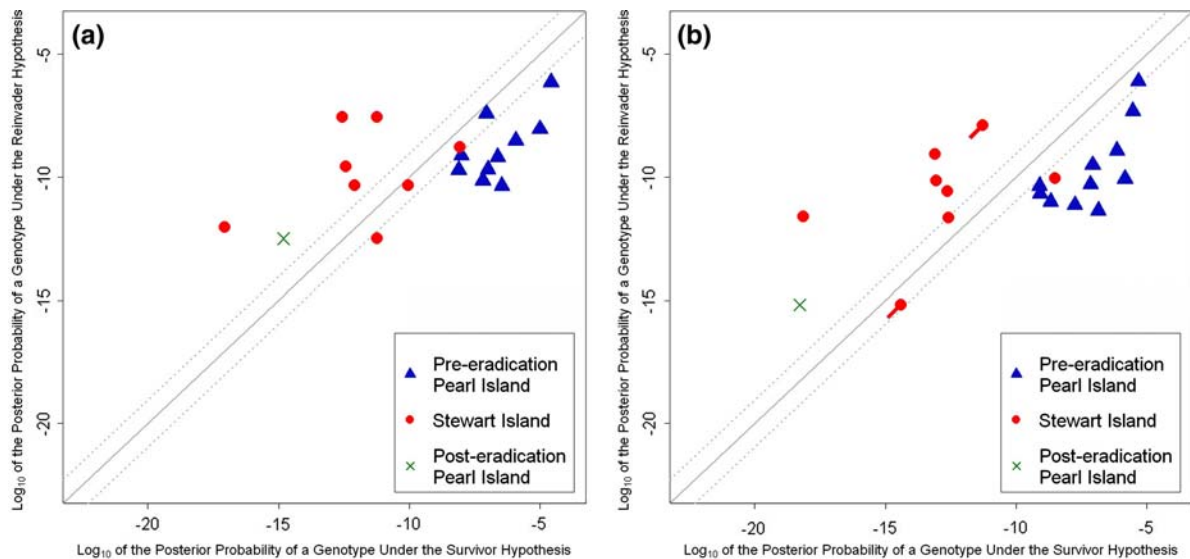 (a)
Log10 of the Posterior Probability of a Genotype Under the Reinvader Hypothesis
-5
-10
-15
-20
Pre-eradication
Pearl Island
Stewart Island
Post-eradication
Pearl Island
-20 -15 -10 -5
Log10 of the Posterior Probability of a Genotype Under the Survivor Hypothesis
(b)
Log10 of the Posterior Probability of a Genotype Under the Reinvader Hypothesis
-5
-10
-15
-20
Pre-eradication
Pearl Island
Stewart Island
Post-eradication
Pearl Island
-20 -15 -10 -5
Log10 of the Posterior Probability of a Genotype Under the Survivor Hypothesis